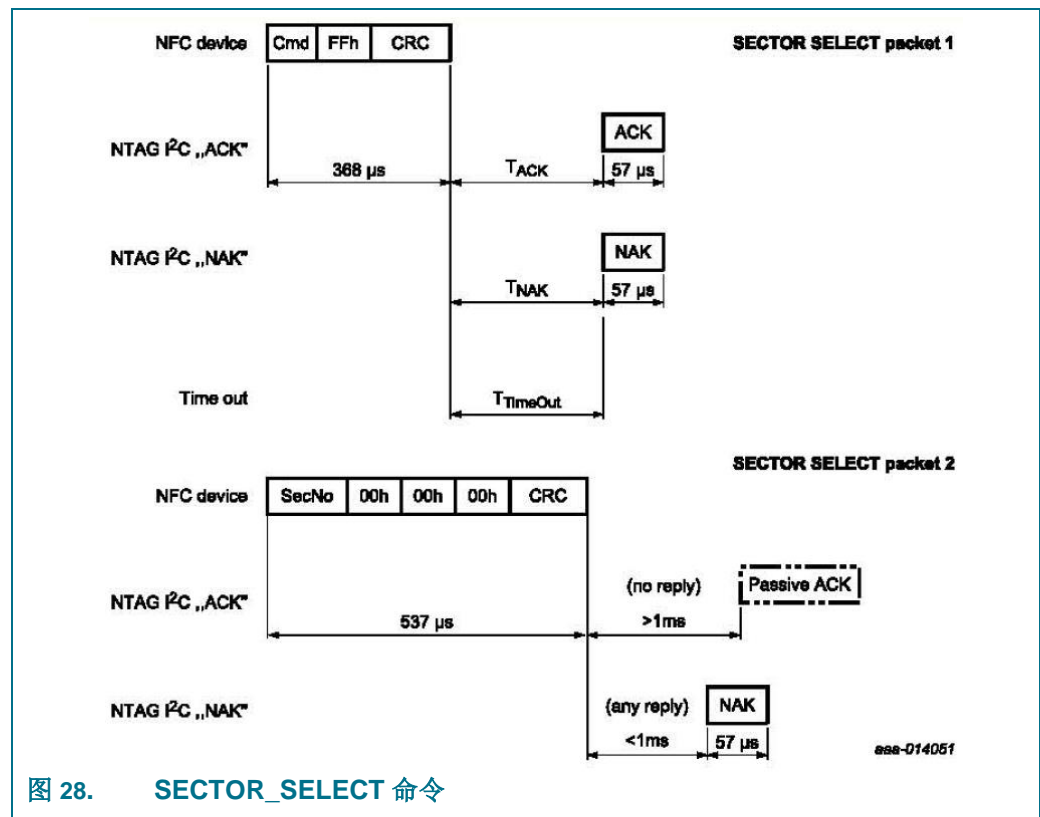 NFC device Cmd FFh CRC SECTOR SELECT packet 1
ACK
NTAG I²C „ACK”
368 µs TACK 57 µs
NAK
NTAG I²C „NAK”
TNAK 57 µs
Time out TTimeOut
SECTOR SELECT packet 2
NFC device SecNo 00h 00h 00h CRC
(no reply) Passive ACK
NTAG I²C „ACK”
537 µs >1ms
NTAG I²C „NAK” (any reply) NAK
<1ms 57 µs aaa-014051
图 28. SECTOR_SELECT 命令